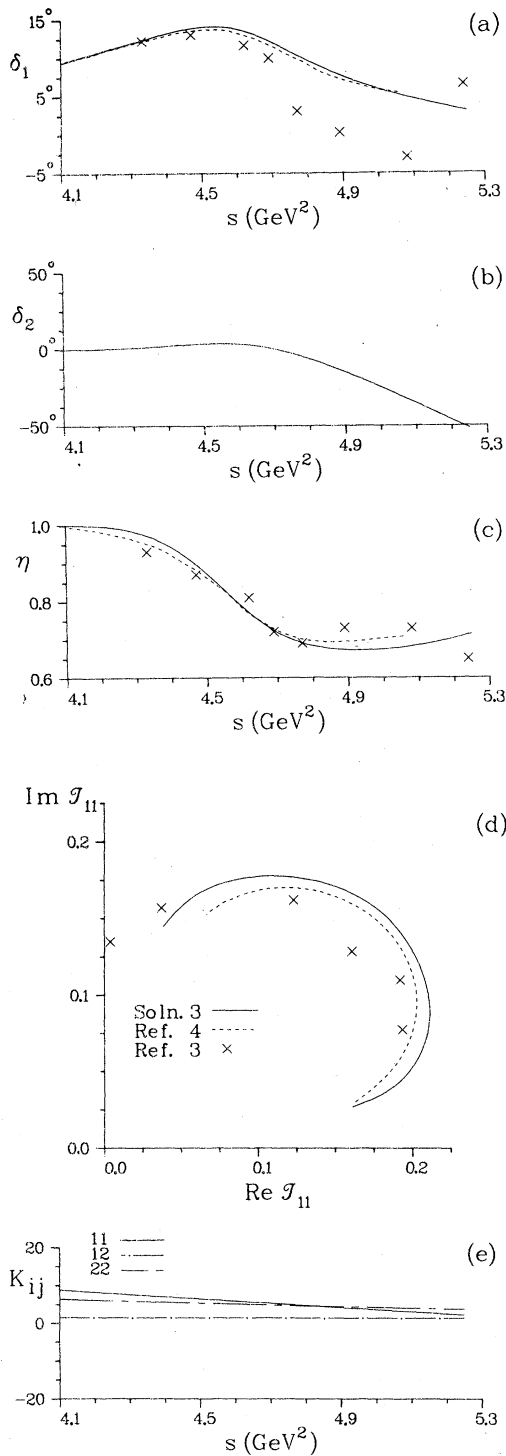 (a)
15°
δ₁
5°
-5°
4.1 4.5 4.9 5.3
s (GeV²)
(b)
50°
δ₂
0°
-50°
4.1 4.5 4.9 5.3
s (GeV²)
(c)
1.0
η
0.8
0.6
4.1 4.5 4.9 5.3
s (GeV²)
Im 𝒯₁₁
(d)
0.2
0.1
Soln. 3
Ref. 4
Ref. 3 ×
0.0
0.0 0.1 0.2
Re 𝒯₁₁
11
12
22
(e)
20
K_ij
0
-20
4.1 4.5 4.9 5.3
s (GeV²)